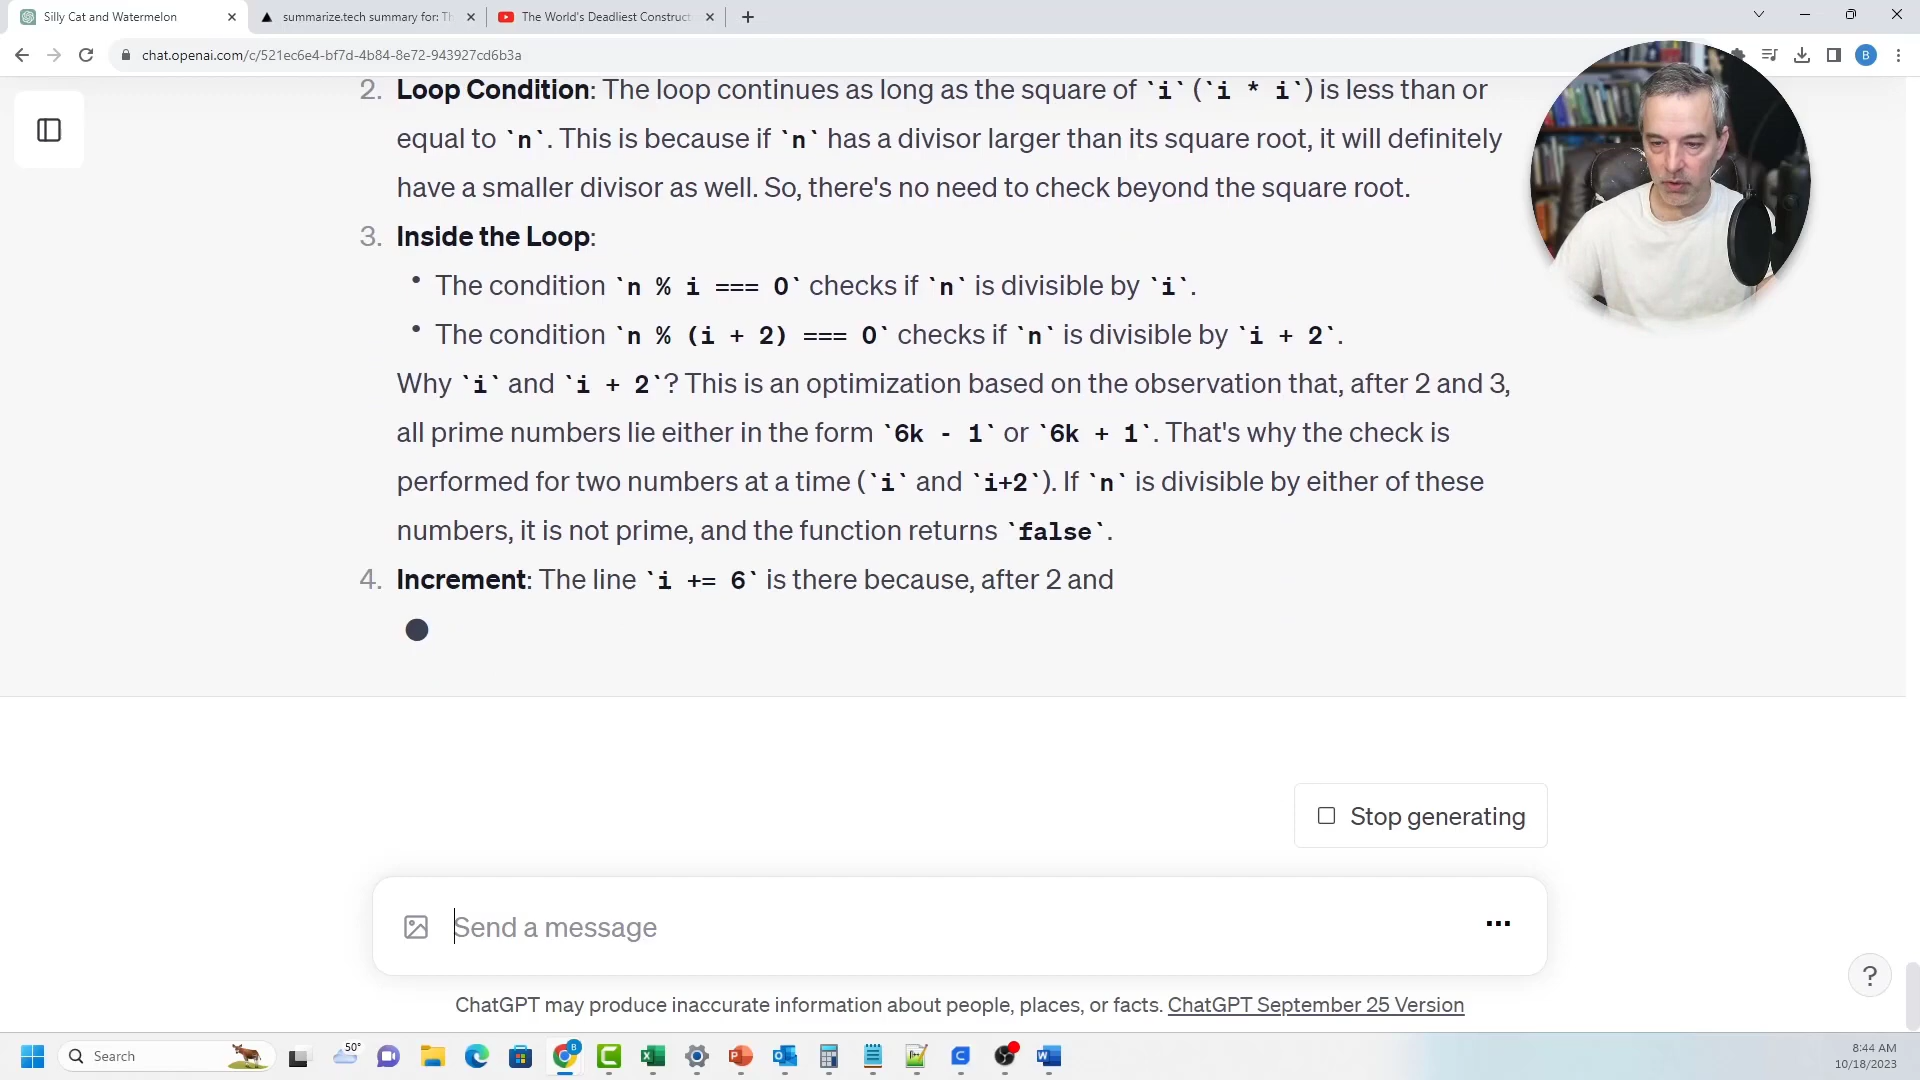 Silly Cat and Watermelon
summarize.tech summary for: Th
The World's Deadliest Construct
chat.openai.com/c/521ec6e4-bf7d-4b84-8e72-943927cd6b3a
B
2. Loop Condition: The loop continues as long as the square of `i` (`i * i`) is less than or
equal to `n`. This is because if `n` has a divisor larger than its square root, it will definitely
have a smaller divisor as well. So, there's no need to check beyond the square root.
3. Inside the Loop:
• The condition `n % i === 0` checks if `n` is divisible by `i`.
• The condition `n % (i + 2) === 0` checks if `n` is divisible by `i + 2`.
Why `i` and `i + 2`? This is an optimization based on the observation that, after 2 and 3,
all prime numbers lie either in the form `6k - 1` or `6k + 1`. That's why the check is
performed for two numbers at a time (`i` and `i+2`). If `n` is divisible by either of these
numbers, it is not prime, and the function returns `false`.
4. Increment: The line `i += 6` is there because, after 2 and
Stop generating
Send a message
?
ChatGPT may produce inaccurate information about people, places, or facts. ChatGPT September 25 Version
Search
50°
8:44 AM
10/18/2023